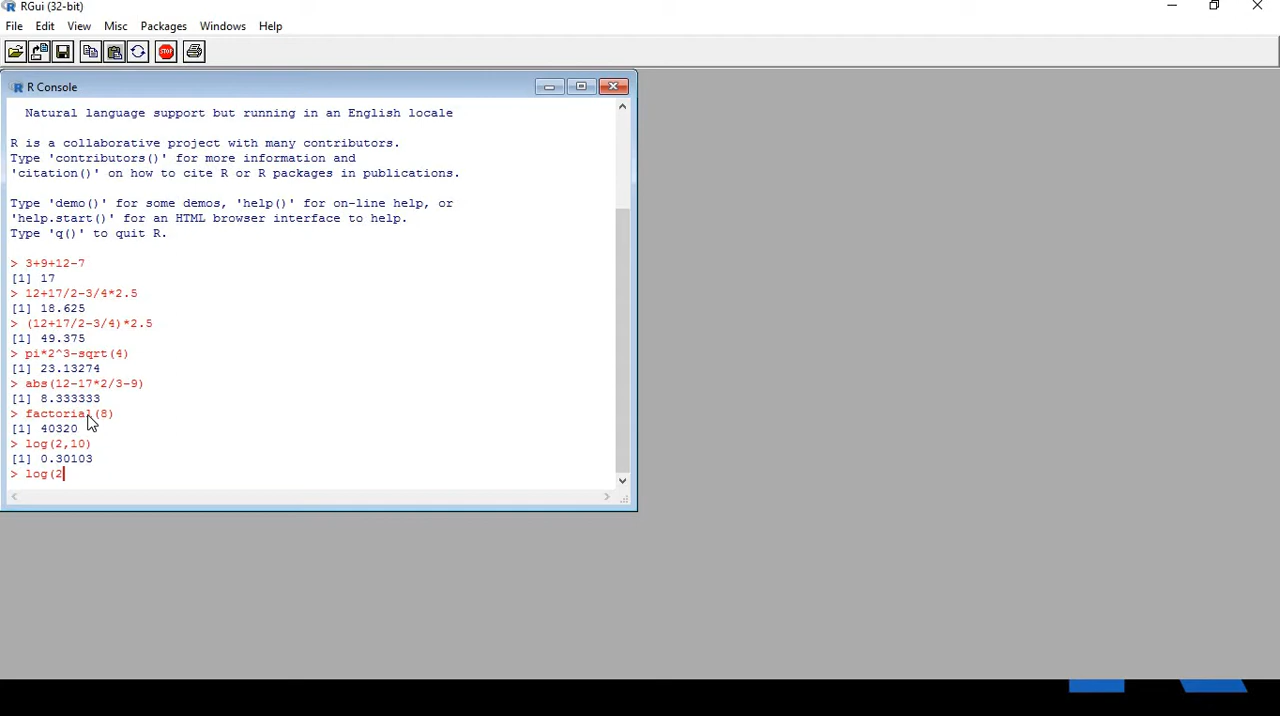 RGui (32-bit)
File Edit View Misc Packages Windows Help
STOP
R Console
Natural language support but running in an English locale
R is a collaborative project with many contributors.
Type 'contributors()' for more information and
'citation()' on how to cite R or R packages in publications.
Type 'demo()' for some demos, 'help()' for on-line help, or
'help.start()' for an HTML browser interface to help.
Type 'q()' to quit R.
> 3+9+12-7
[1] 17
> 12+17/2-3/4*2.5
[1] 18.625
> (12+17/2-3/4)*2.5
[1] 49.375
> pi*2^3-sqrt(4)
[1] 23.13274
> abs(12-17*2/3-9)
[1] 8.333333
> factorial(8)
[1] 40320
> log(2,10)
[1] 0.30103
> log(2